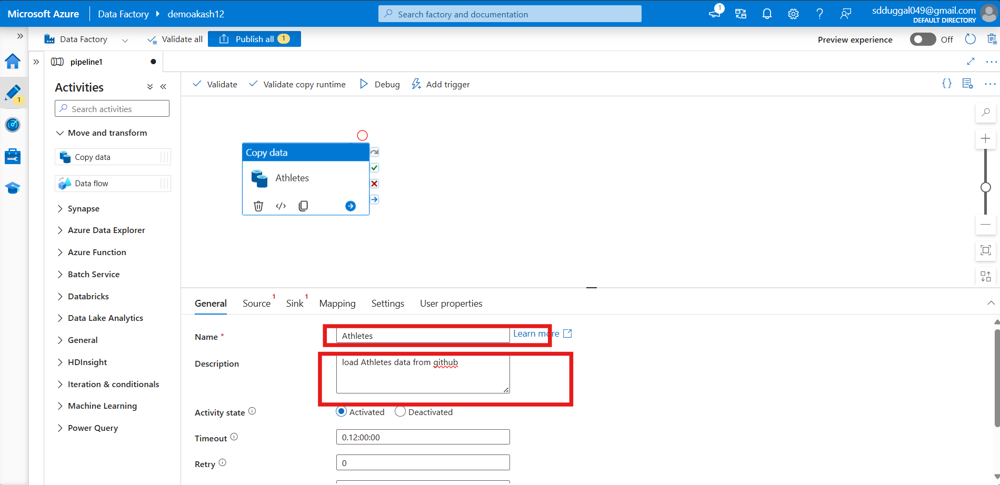 Microsoft Azure Data Factory demoakash12 Search factory and documentation 1 sdduggal049@gmail.com
DEFAULT DIRECTORY
Data Factory Validate all Publish all 1 Preview experience Off
pipeline1
Activities
Validate Validate copy runtime Debug Add trigger
1
Search activities
Move and transform
Copy data
Data flow
Synapse
Azure Data Explorer
Azure Function
Batch Service
Databricks
Data Lake Analytics
General
HDInsight
Iteration & conditionals
Machine Learning
Power Query
Copy data
Athletes
General Source 1 Sink 1 Mapping Settings User properties
Name * Athletes Learn more
Description load Athletes data from github
Activity state Activated Deactivated
Timeout 0.12:00:00
Retry 0